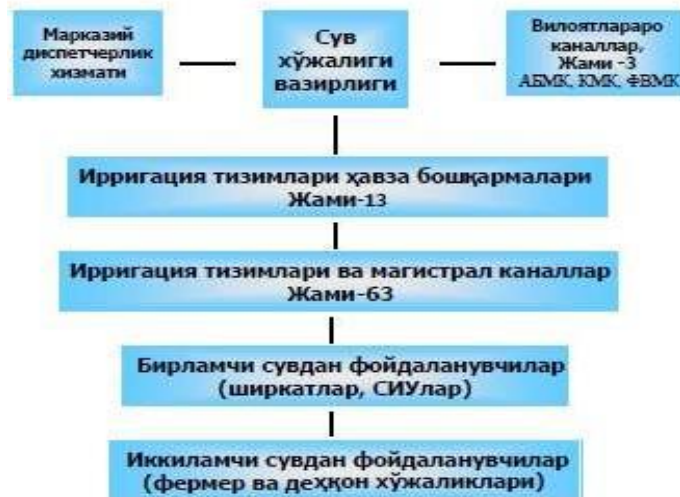 Марказий
диспетчерлик
хизмати
Сув
хўжалиги
вазирлиги
Вилоятлараро
каналлар,
Жами -3
АБМК, КМК, ФВМК
Ирригация тизимлари ҳавза бошқармалари
Жами-13
Ирригация тизимлари ва магистрал каналлар
Жами-63
Бирламчи сувдан фойдаланувчилар
(ширкатлар, СИУлар)
Иккиламчи сувдан фойдаланувчилар
(фермер ва деҳқон хўжаликлари)